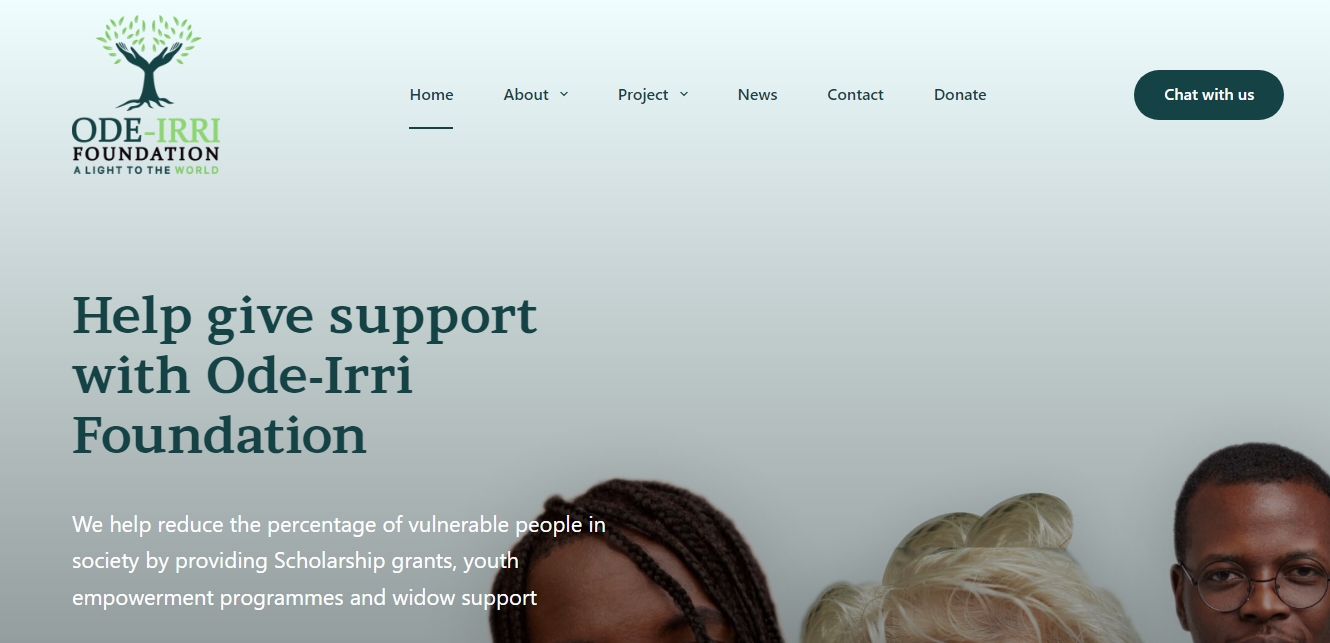 ODE-IRRI
FOUNDATION
A LIGHT TO THE WORLD
Home About Project News Contact Donate Chat with us
Help give support
with Ode-Irri
Foundation
We help reduce the percentage of vulnerable people in
society by providing Scholarship grants, youth
empowerment programmes and widow support